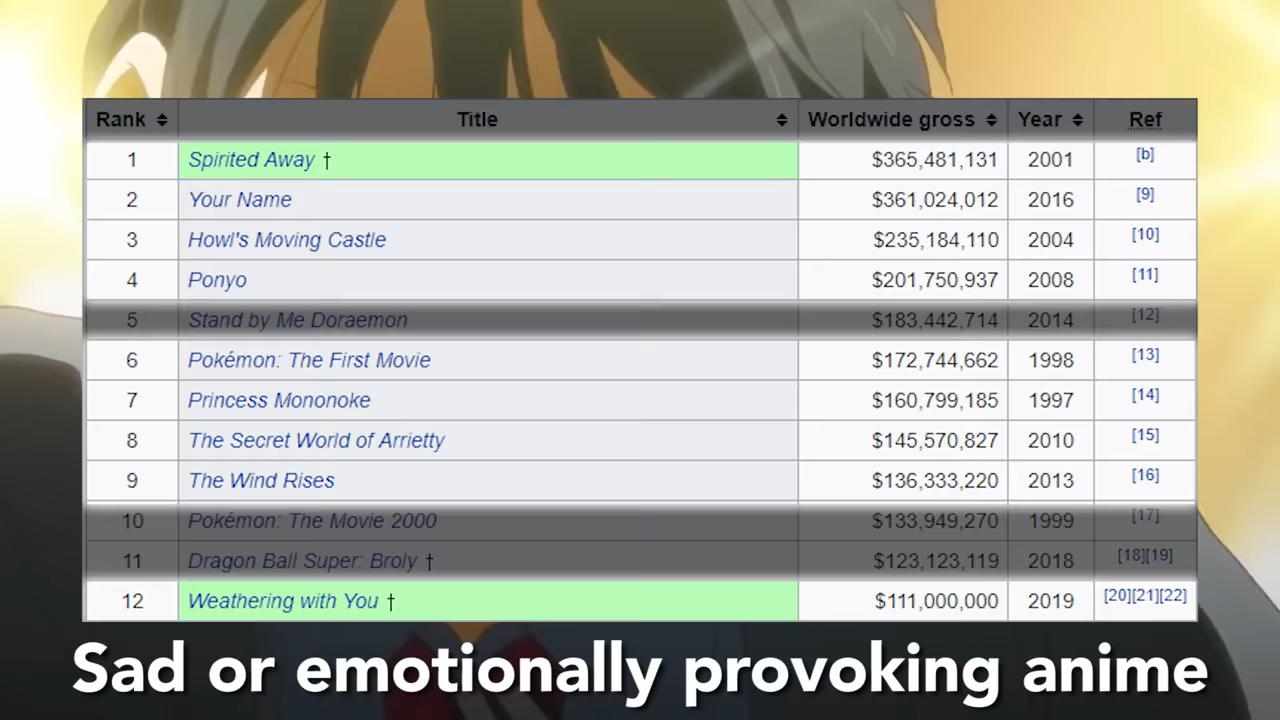 Rank Title Worldwide gross Year Ref
1 Spirited Away † $365,481,131 2001 [b]
2 Your Name $361,024,012 2016 [9]
3 Howl's Moving Castle $235,184,110 2004 [10]
4 Ponyo $201,750,937 2008 [11]
5 Stand by Me Doraemon $183,442,714 2014 [12]
6 Pokémon: The First Movie $172,744,662 1998 [13]
7 Princess Mononoke $160,799,185 1997 [14]
8 The Secret World of Arrietty $145,570,827 2010 [15]
9 The Wind Rises $136,333,220 2013 [16]
10 Pokémon: The Movie 2000 $133,949,270 1999 [17]
11 Dragon Ball Super: Broly † $123,123,119 2018 [18][19]
12 Weathering with You † $111,000,000 2019 [20][21][22]
Sad or emotionally provoking anime